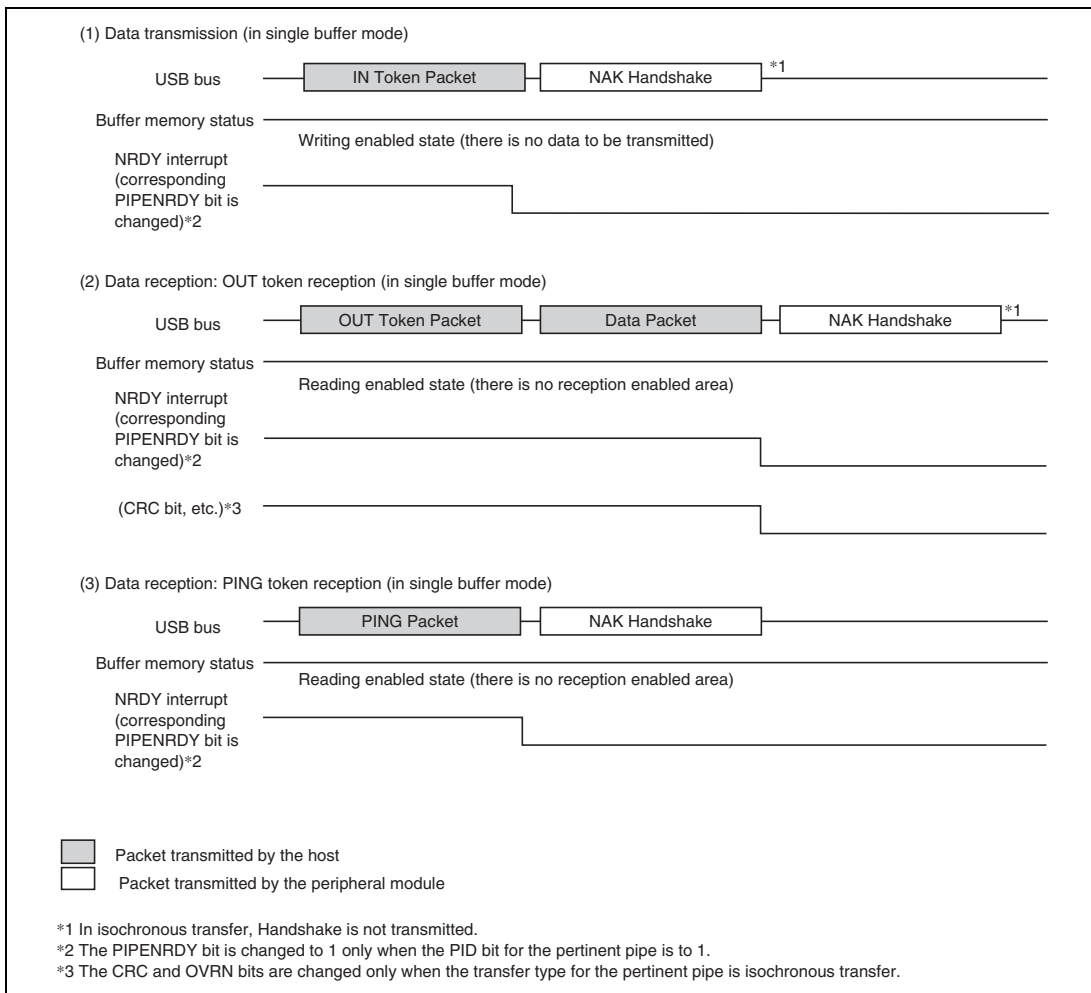 (1) Data transmission (in single buffer mode)
USB bus
IN Token Packet
NAK Handshake
*1
Buffer memory status
Writing enabled state (there is no data to be transmitted)
NRDY interrupt
(corresponding
PIPENRDY bit is
changed)*2
(2) Data reception: OUT token reception (in single buffer mode)
USB bus
OUT Token Packet
Data Packet
NAK Handshake
*1
Buffer memory status
Reading enabled state (there is no reception enabled area)
NRDY interrupt
(corresponding
PIPENRDY bit is
changed)*2
(CRC bit, etc.)*3
(3) Data reception: PING token reception (in single buffer mode)
USB bus
PING Packet
NAK Handshake
Buffer memory status
Reading enabled state (there is no reception enabled area)
NRDY interrupt
(corresponding
PIPENRDY bit is
changed)*2
Packet transmitted by the host
Packet transmitted by the peripheral module
*1 In isochronous transfer, Handshake is not transmitted.
*2 The PIPENRDY bit is changed to 1 only when the PID bit for the pertinent pipe is to 1.
*3 The CRC and OVRN bits are changed only when the transfer type for the pertinent pipe is isochronous transfer.